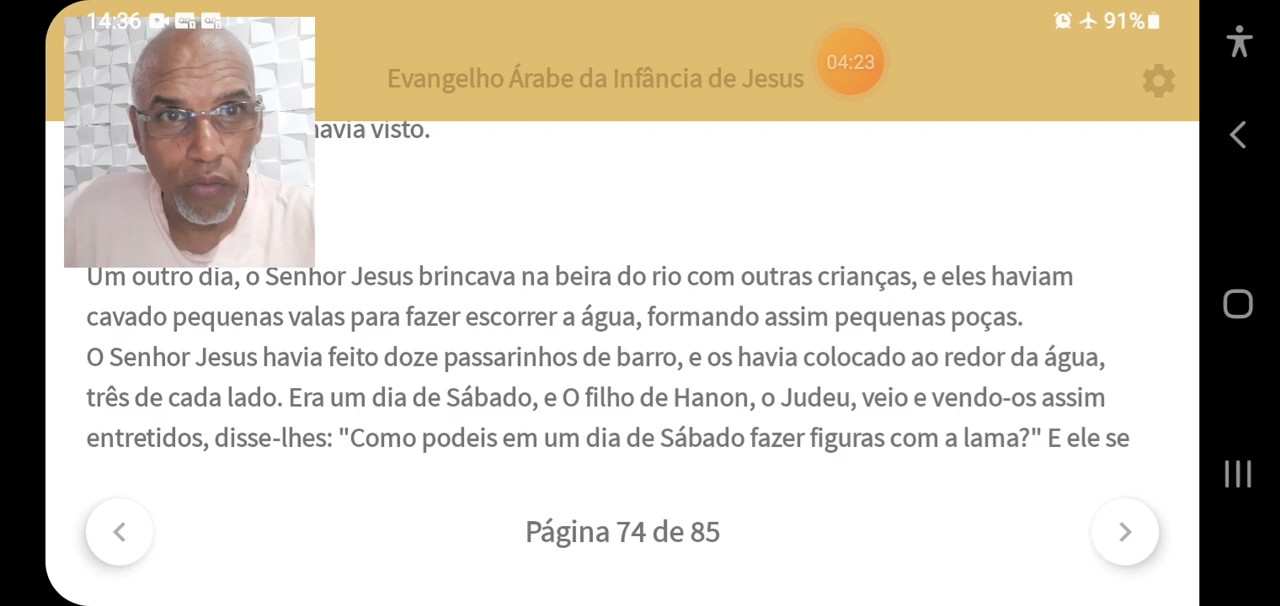 14:36
91%
Evangelho Árabe da Infância de Jesus
04:23
havia visto.
Um outro dia, o Senhor Jesus brincava na beira do rio com outras crianças, e eles haviam
cavado pequenas valas para fazer escorrer a água, formando assim pequenas poças.
O Senhor Jesus havia feito doze passarinhos de barro, e os havia colocado ao redor da água,
três de cada lado. Era um dia de Sábado, e O filho de Hanon, o Judeu, veio e vendo-os assim
entretidos, disse-lhes: "Como podeis em um dia de Sábado fazer figuras com a lama?" E ele se
Página 74 de 85